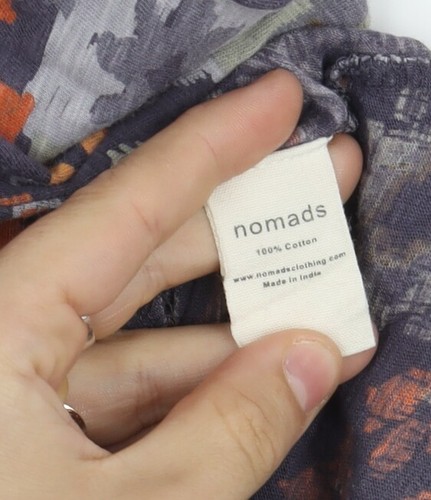 nomads
100% Cotton
www.nomadsclothing.com
Made in India